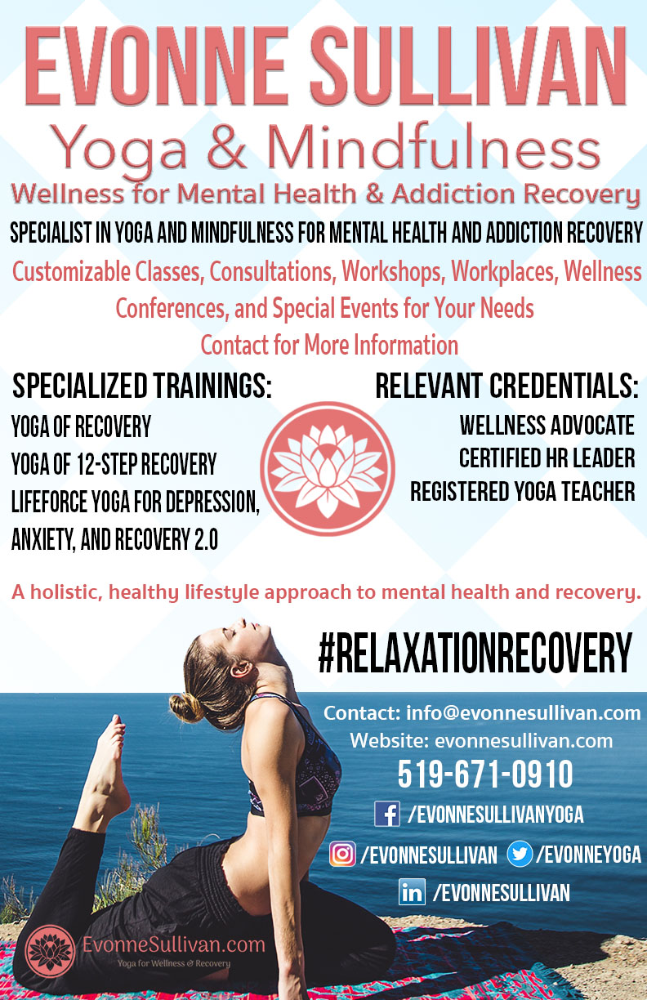 EVONNE SULLIVAN
Yoga & Mindfulness
Wellness for Mental Health & Addiction Recovery
SPECIALIST IN YOGA AND MINDFULNESS FOR MENTAL HEALTH AND ADDICTION RECOVERY
Customizable Classes, Consultations, Workshops, Workplaces, Wellness
Conferences, and Special Events for Your Needs
Contact for More Information
SPECIALIZED TRAININGS:
YOGA OF RECOVERY
YOGA OF 12-STEP RECOVERY
LIFEFORCE YOGA FOR DEPRESSION,
ANXIETY, AND RECOVERY 2.0
RELEVANT CREDENTIALS:
WELLNESS ADVOCATE
CERTIFIED HR LEADER
REGISTERED YOGA TEACHER
A holistic, healthy lifestyle approach to mental health and recovery.
#RELAXATIONRECOVERY
Contact: info@evonnesullivan.com
Website: evonnesullivan.com
519-671-0910
f /EVONNESULLIVANYOGA
/EVONNESULLIVAN /EVONNEYOGA
in /EVONNESULLIVAN
EvonneSullivan.com
Yoga for Wellness & Recovery